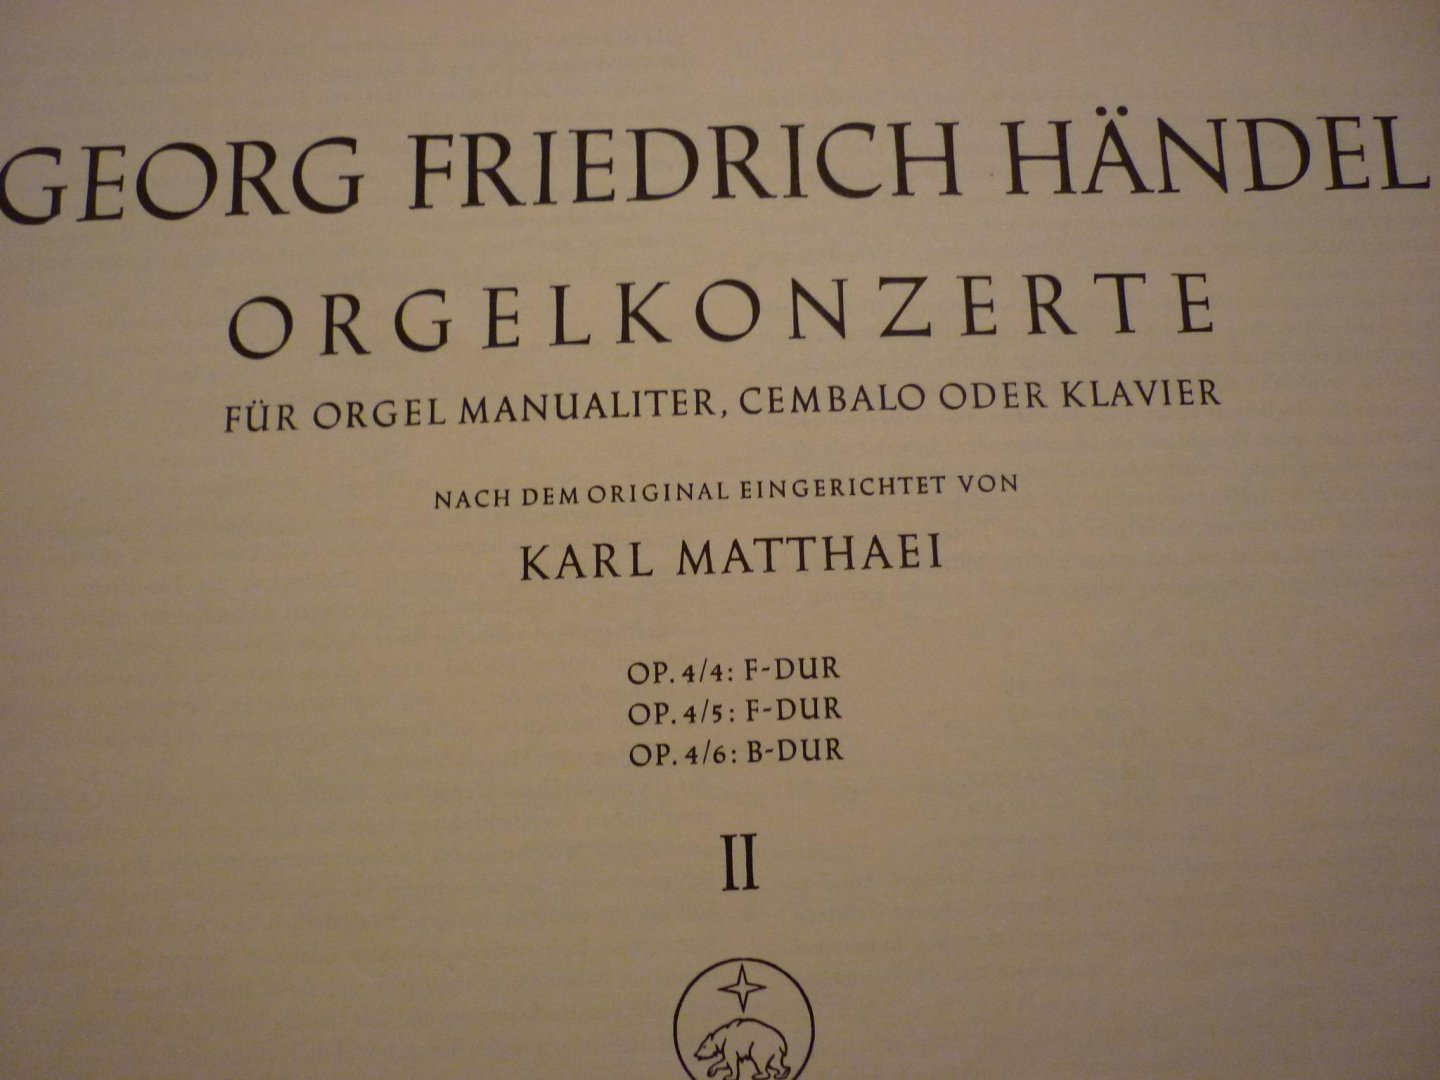 GEORG FRIEDRICH HÄNDEL
ORGELKONZERTE
FÜR ORGEL MANUALITER, CEMBALO ODER KLAVIER
NACH DEM ORIGINAL EINGERICHTET VON
KARL MATTHAEI
OP. 4/4: F-DUR
OP. 4/5: F-DUR
OP. 4/6: B-DUR
II